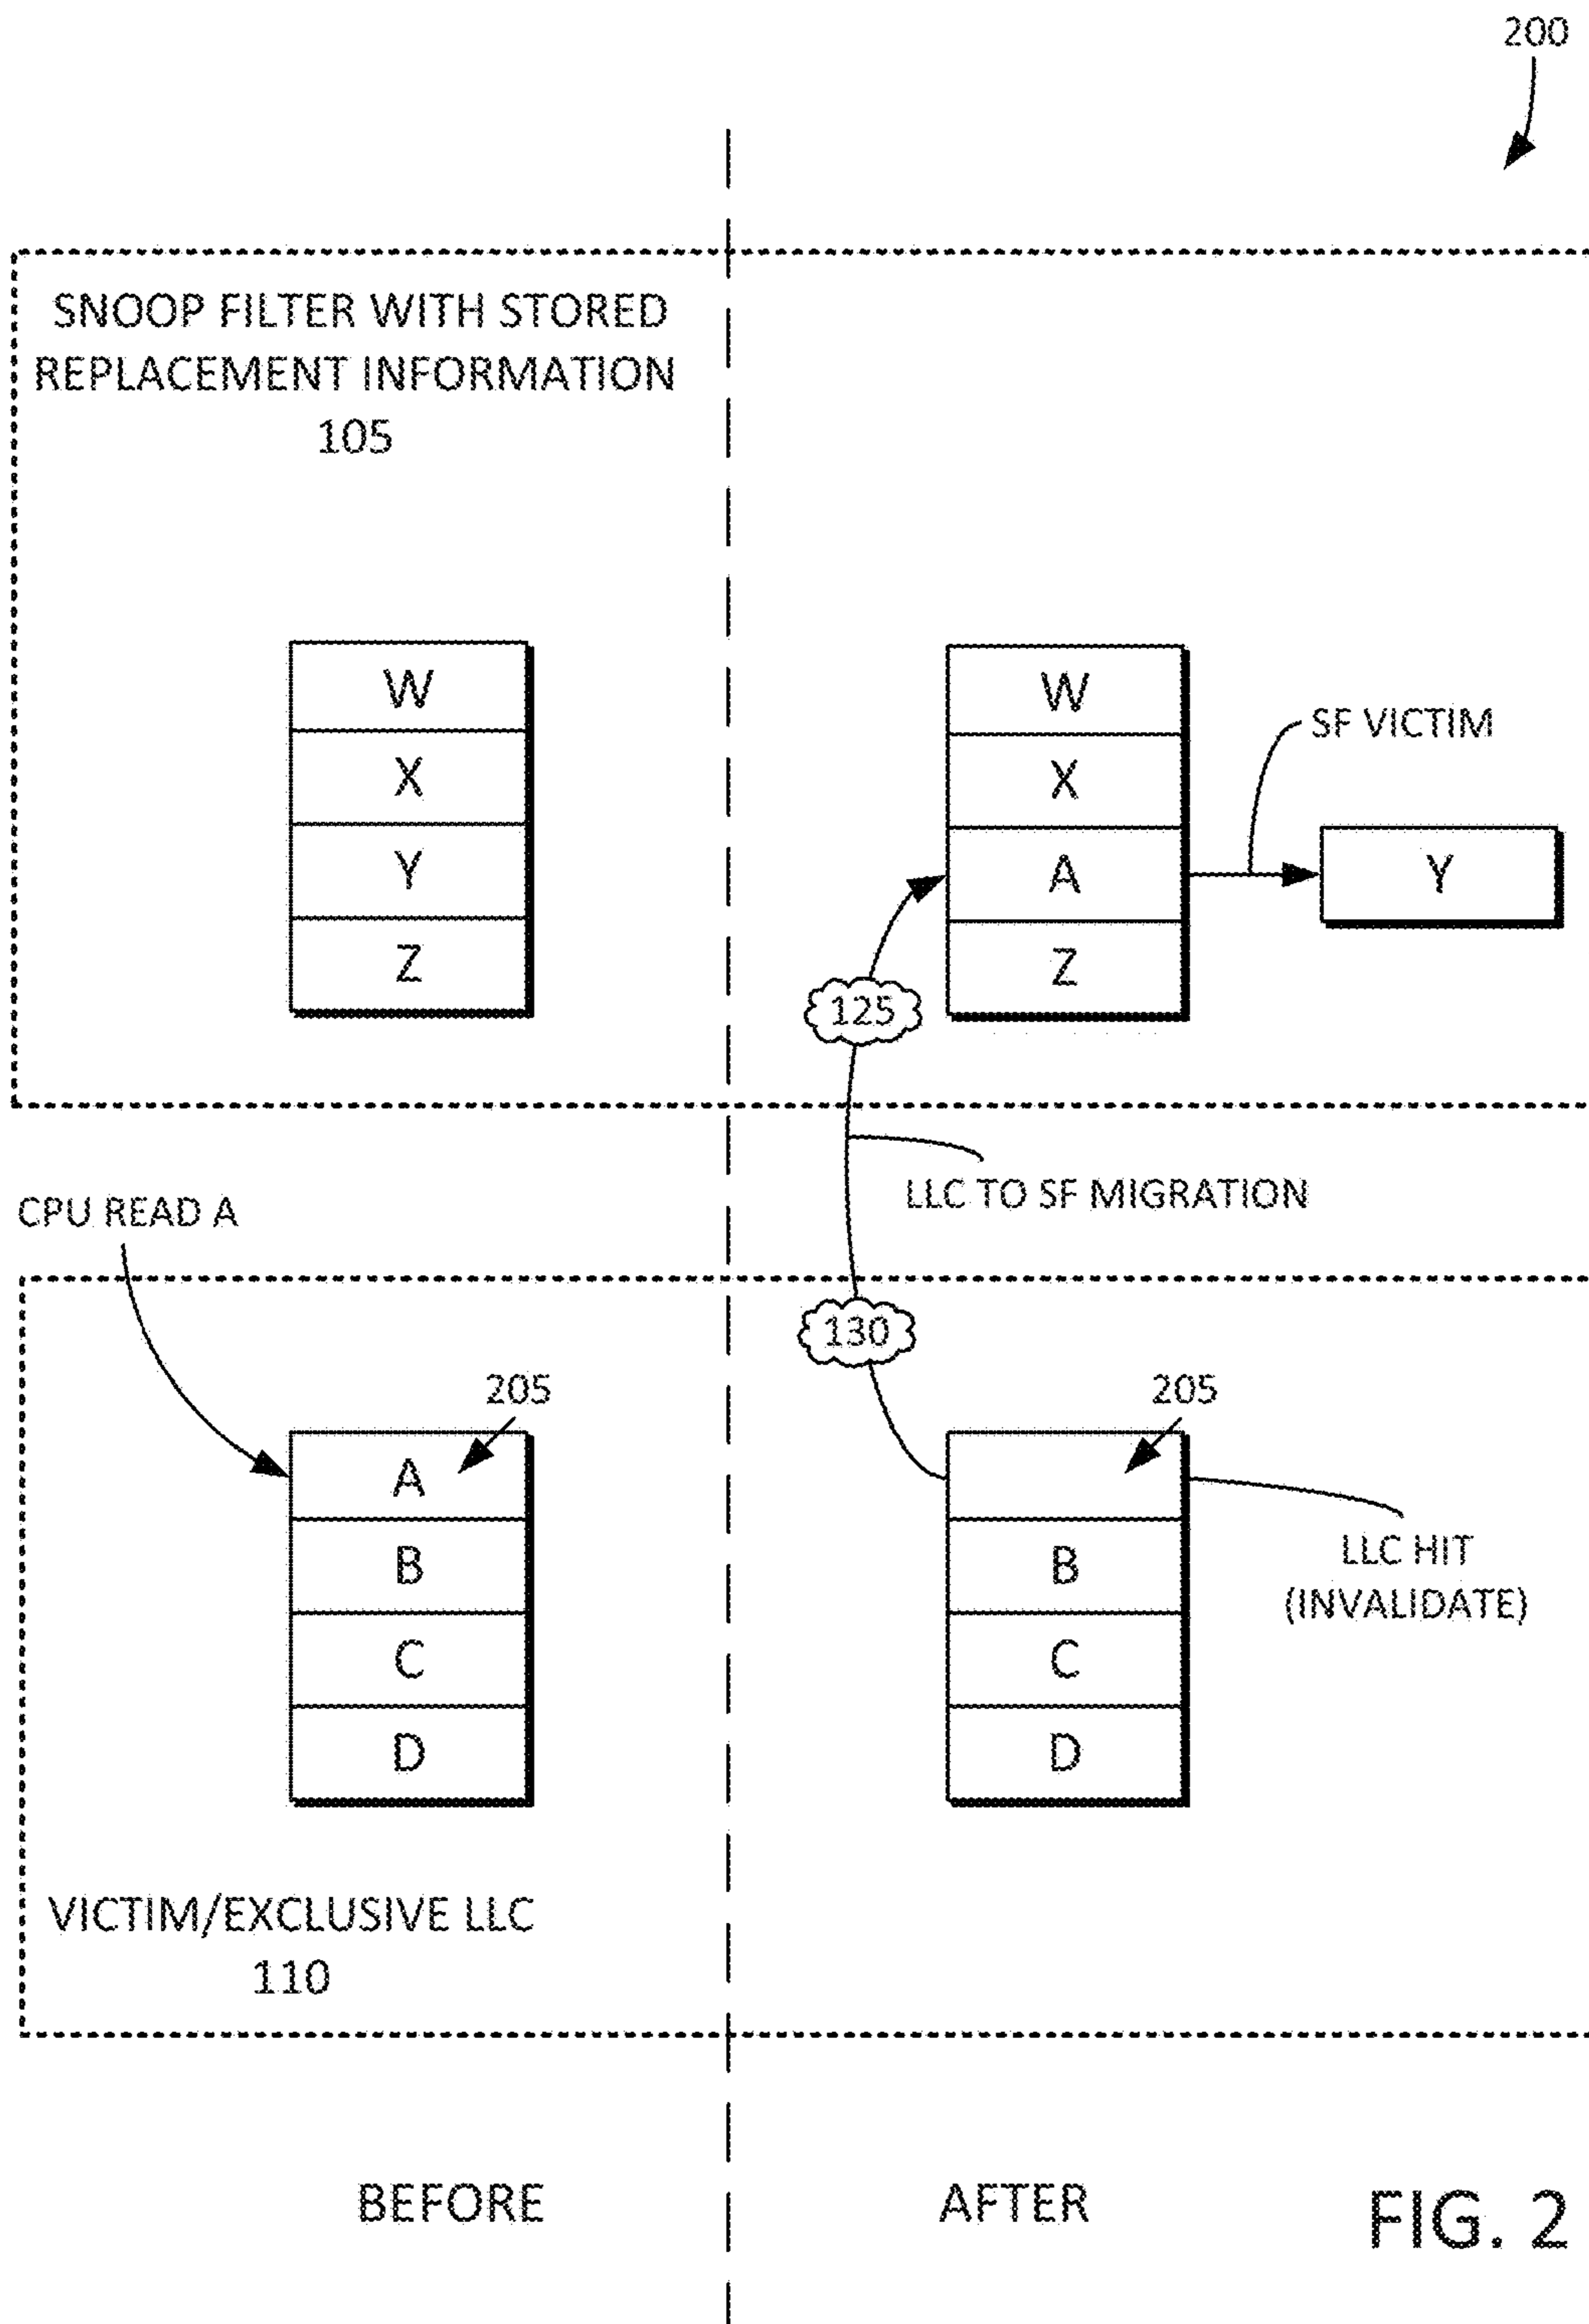 200
SNOOP FILTER WITH STORED
REPLACEMENT INFORMATION
105
W
X
Y
Z
W
X
A
Z
SF VICTIM
Y
125
LLC TO SF MIGRATION
CPU READ A
130
205
A
B
C
D
205
B
C
D
LLC HIT
(INVALIDATE)
VICTIM/EXCLUSIVE LLC
110
BEFORE
AFTER
FIG. 2